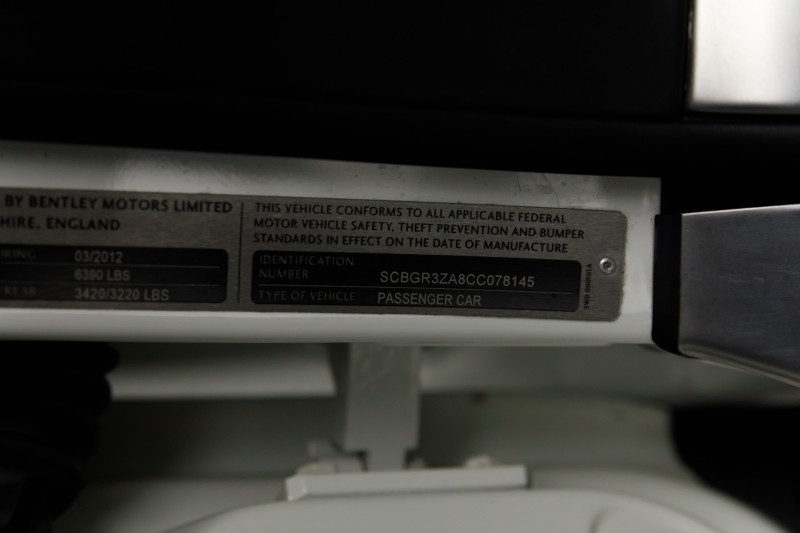 BY BENTLEY MOTORS LIMITED
HIRE, ENGLAND
RING 03/2012
6390 LBS
REAR 3420/3220 LBS
THIS VEHICLE CONFORMS TO ALL APPLICABLE FEDERAL
MOTOR VEHICLE SAFETY, THEFT PREVENTION AND BUMPER
STANDARDS IN EFFECT ON THE DATE OF MANUFACTURE
IDENTIFICATION
NUMBER SCBGR3ZA8CC078145
TYPE OF VEHICLE PASSENGER CAR